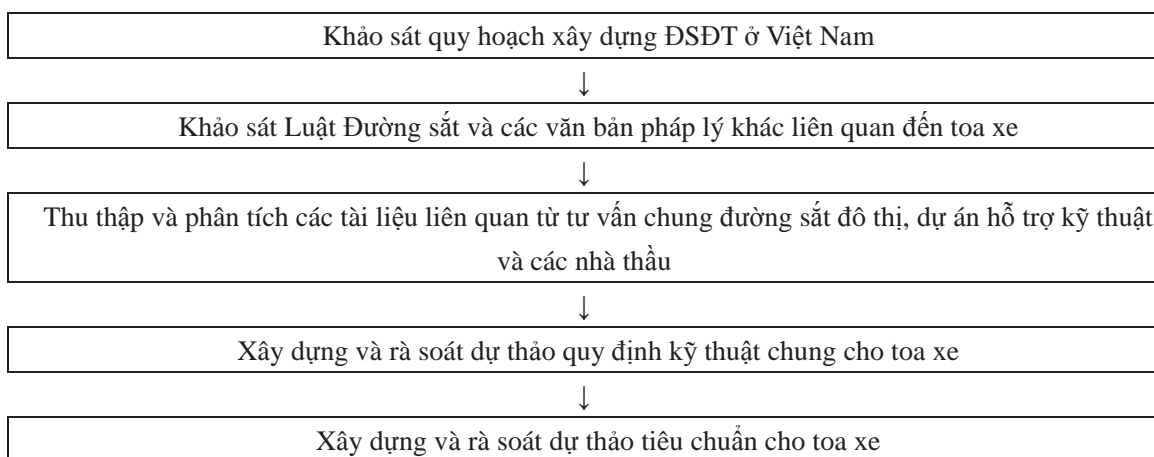 Khảo sát quy hoạch xây dựng ĐSĐT ở Việt Nam
↓
Khảo sát Luật Đường sắt và các văn bản pháp lý khác liên quan đến toa xe
↓
Thu thập và phân tích các tài liệu liên quan từ tư vấn chung đường sắt đô thị, dự án hỗ trợ kỹ thuật
và các nhà thầu
↓
Xây dựng và rà soát dự thảo quy định kỹ thuật chung cho toa xe
↓
Xây dựng và rà soát dự thảo tiêu chuẩn cho toa xe